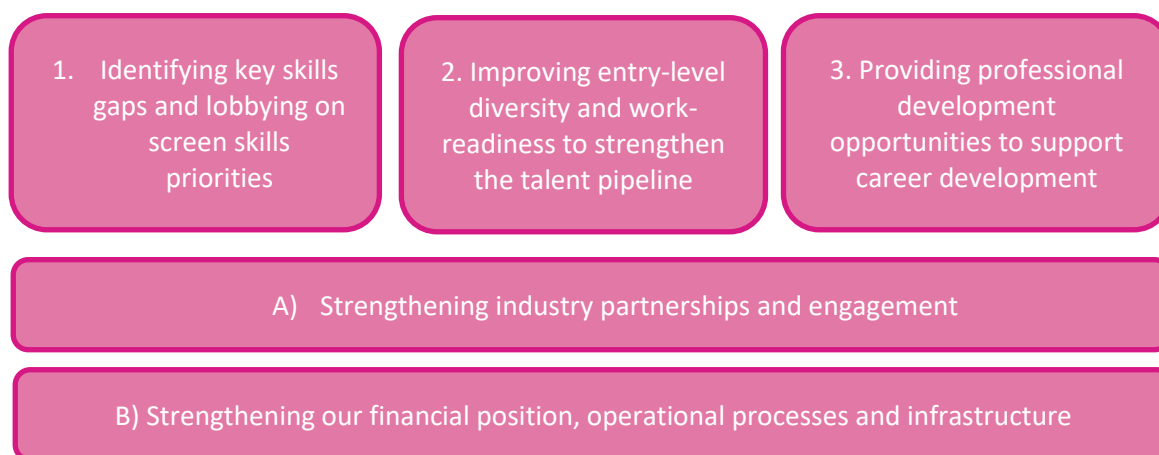 1. Identifying key skills
gaps and lobbying on
screen skills
priorities
2. Improving entry-level
diversity and work-
readiness to strengthen
the talent pipeline
3. Providing professional
development
opportunities to support
career development
A) Strengthening industry partnerships and engagement
B) Strengthening our financial position, operational processes and infrastructure